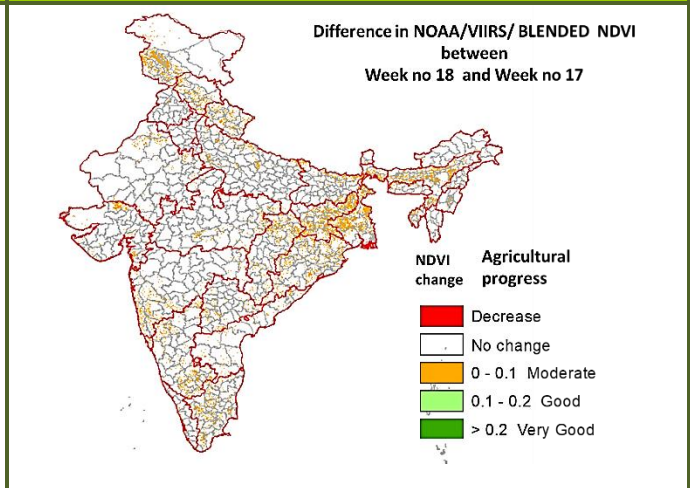 Difference in NOAA/VIIRS/ BLENDED NDVI
between
Week no 18 and Week no 17
NDVI change
Agricultural progress
Decrease
No change
0 - 0.1 Moderate
0.1 - 0.2 Good
> 0.2 Very Good